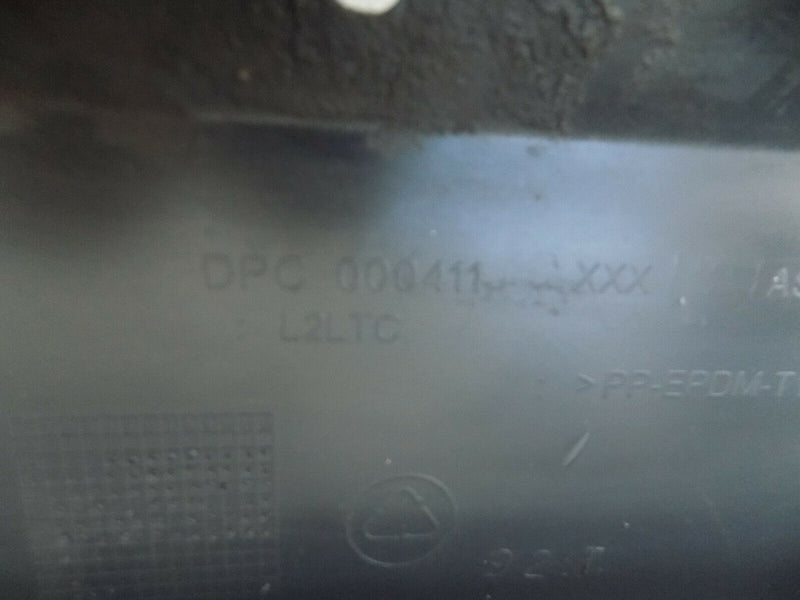 DPC 000411 XXX
: L2LTC
: >PP-EPDM-T